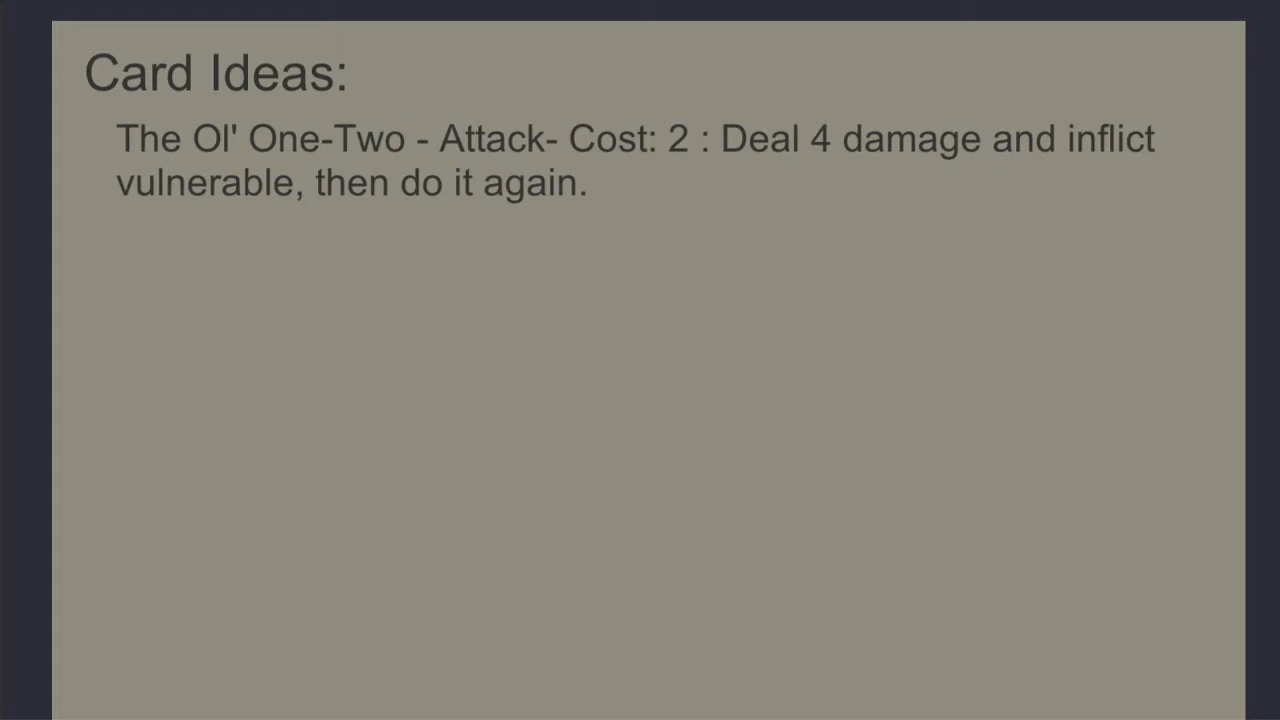 Card Ideas:
The Ol' One-Two - Attack- Cost: 2 : Deal 4 damage and inflict
vulnerable, then do it again.